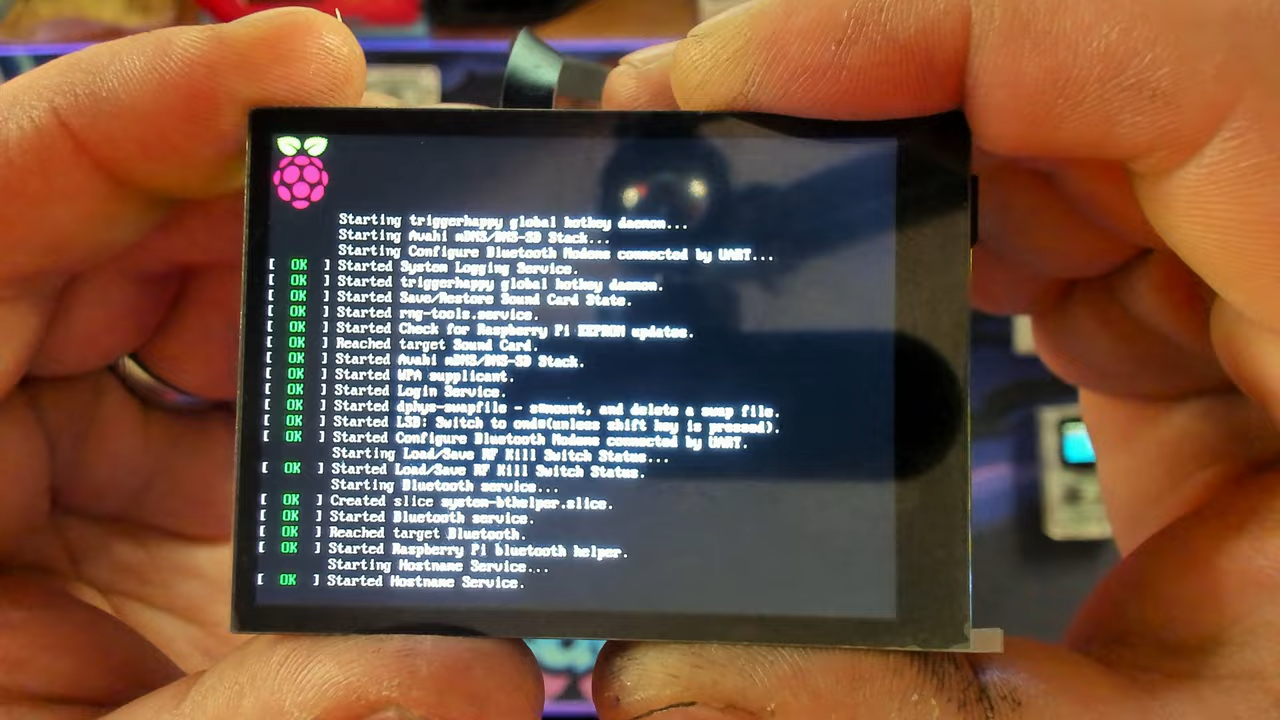 Starting triggerhappy global hotkey daemon...
Starting Avahi mDNS/DNS-SD Stack...
Starting Configure Bluetooth Modems connected by UART...
[ OK ] Started System Logging Service.
[ OK ] Started triggerhappy global hotkey daemon.
[ OK ] Started Save/Restore Sound Card State.
[ OK ] Started rng-tools.service.
[ OK ] Started Check for Raspberry Pi EEPROM updates.
[ OK ] Reached target Sound Card.
[ OK ] Started Avahi mDNS/DNS-SD Stack.
[ OK ] Started WPA supplicant.
[ OK ] Started Login Service.
[ OK ] Started dphys-swapfile - and delete a swap file.
[ OK ] Started LSB: Switch to (unless shift key is pressed).
[ OK ] Started Configure Bluetooth Modems connected by UART.
Starting Load/Save RF Kill Switch Status...
[ OK ] Started Load/Save RF Kill Switch Status.
Starting Bluetooth service...
[ OK ] Created slice system-bthelper.slice.
[ OK ] Started Bluetooth service.
[ OK ] Reached target Bluetooth.
[ OK ] Started Raspberry Pi bluetooth helper.
Starting Hostname Service...
[ OK ] Started Hostname Service.